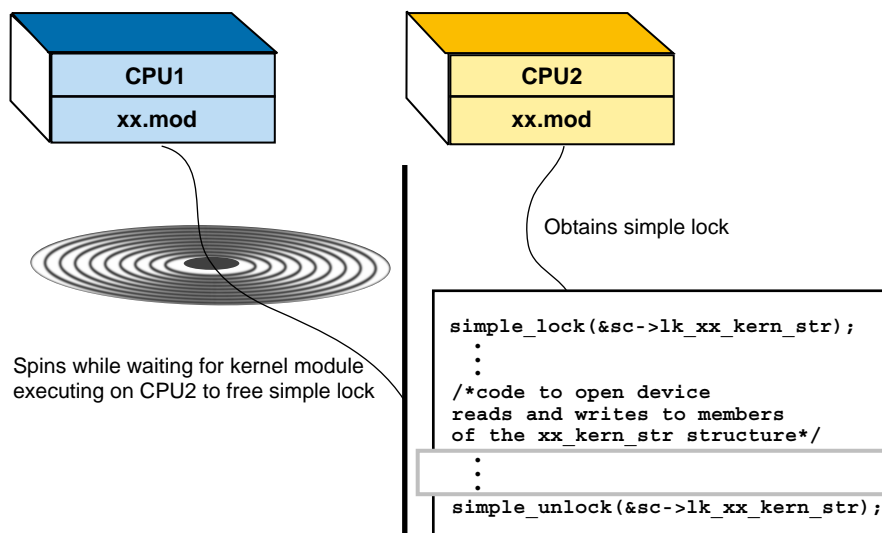 CPU1
xx.mod
CPU2
xx.mod
Obtains simple lock
Spins while waiting for kernel module
executing on CPU2 to free simple lock
simple_lock(&sc->lk_xx_kern_str);
.
.
.
/*code to open device
reads and writes to members
of the xx_kern_str structure*/
.
.
.
simple_unlock(&sc->lk_xx_kern_str);